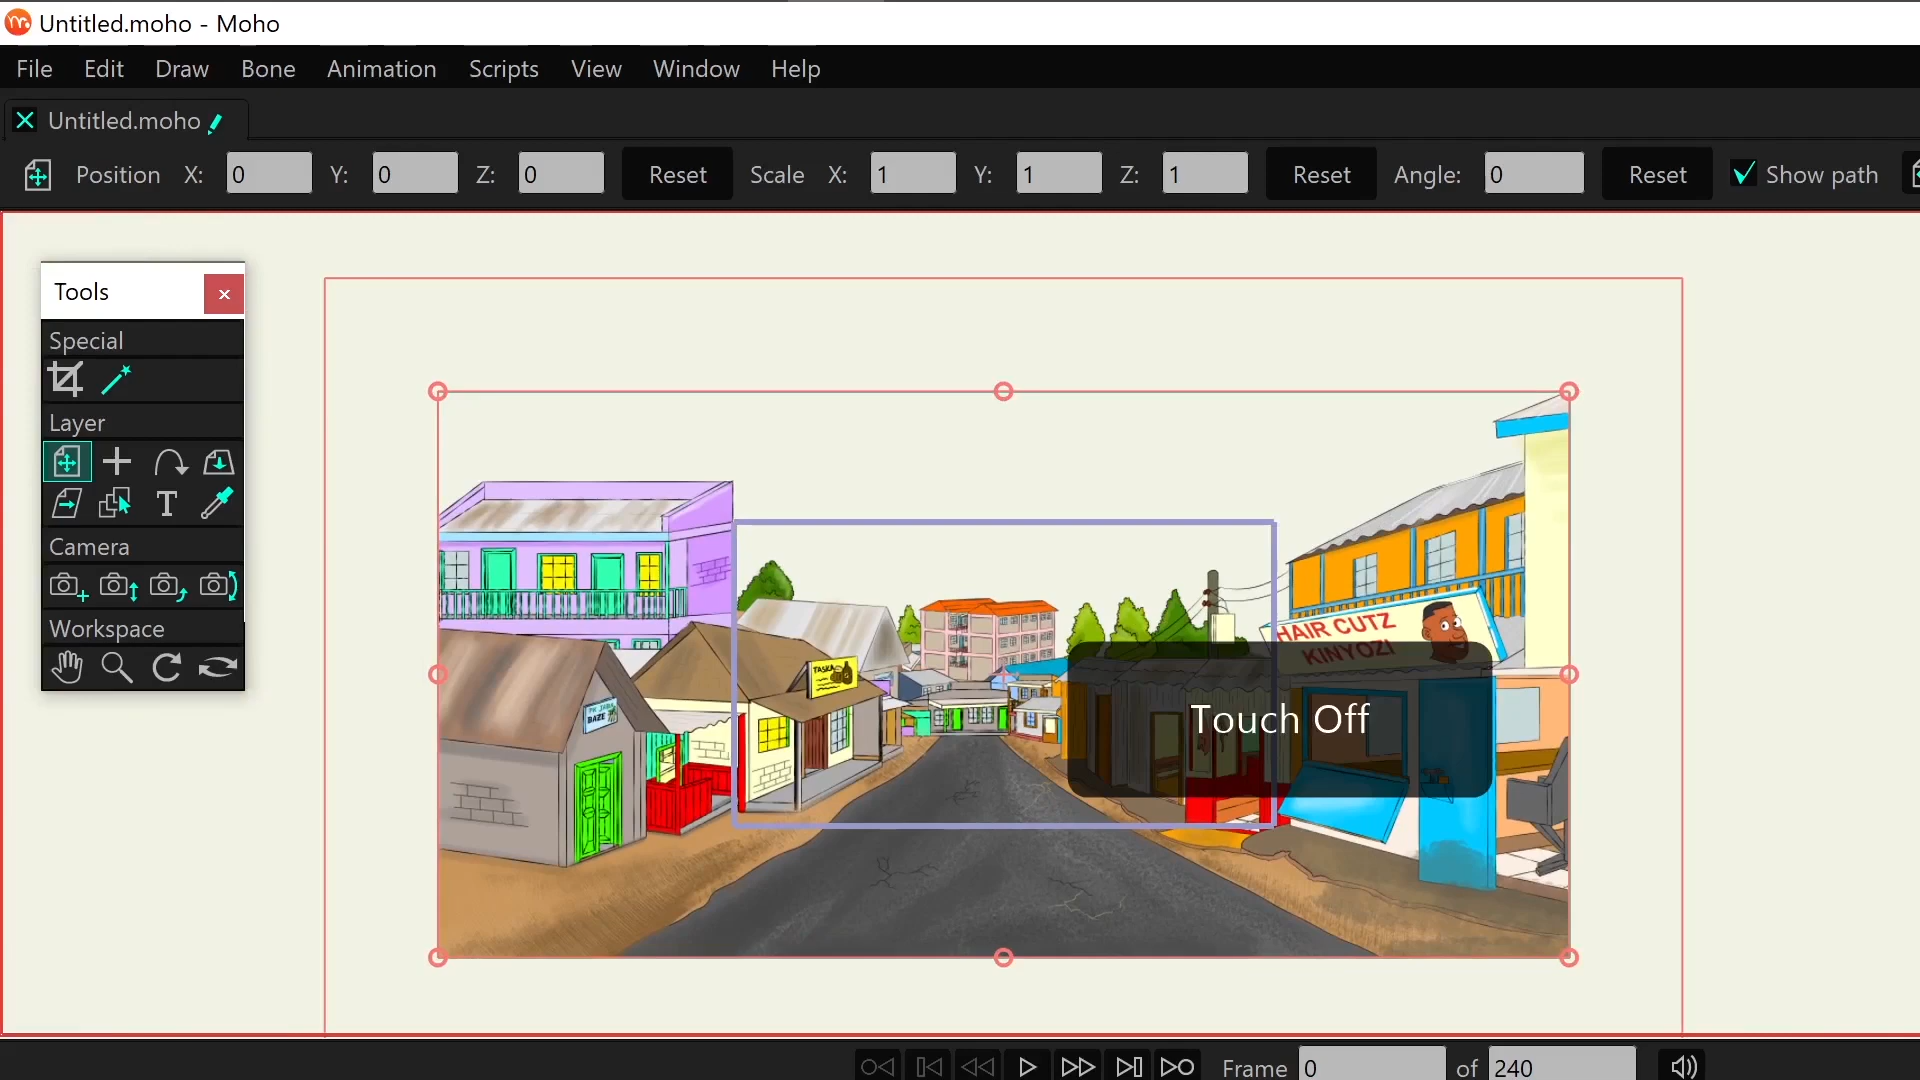 Untitled.moho - Moho
File Edit Draw Bone Animation Scripts View Window Help
Untitled.moho
Position X: 0 Y: 0 Z: 0 Reset Scale X: 1 Y: 1 Z: 1 Reset Angle: 0 Reset Show path
Tools
Special
Layer
T
Camera
Workspace
HAIR CUTZ
KINYOZI
TASKA
BAZE
Touch Off
Frame 0 of 240